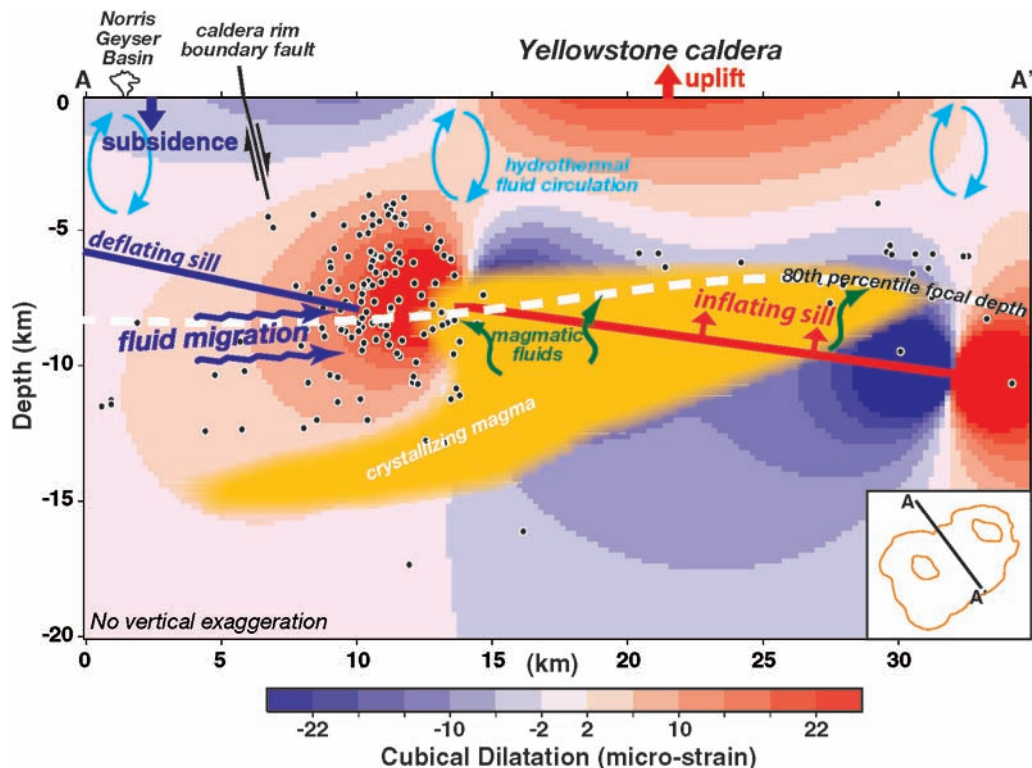 Norris
Geyser
Basin
caldera rim
boundary fault
Yellowstone caldera
A
A'
uplift
0
subsidence
hydrothermal
fluid circulation
-5
deflating sill
80th percentile focal depth
inflating sill
fluid migration
magmatic
fluids
-10
Depth (km)
crystallizing magma
-15
A
A'
No vertical exaggeration
-20
0
5
10
15
(km)
20
25
30
-22
-10
-2
2
10
22
Cubical Dilatation (micro-strain)